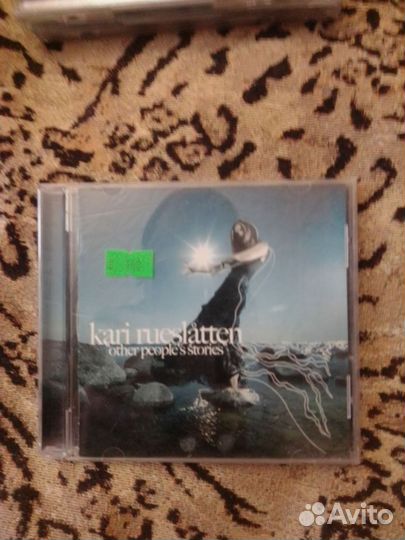 kari rueslåtten
other people's stories
Avito